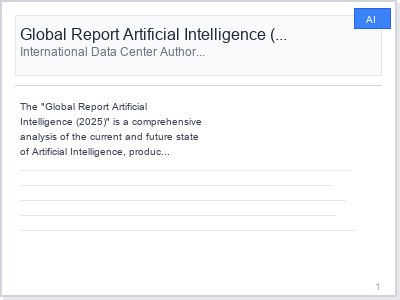 AI
Global Report Artificial Intelligence (...
International Data Center Author...
The "Global Report Artificial
Intelligence (2025)" is a comprehensive
analysis of the current and future state
of Artificial Intelligence, produc...
1